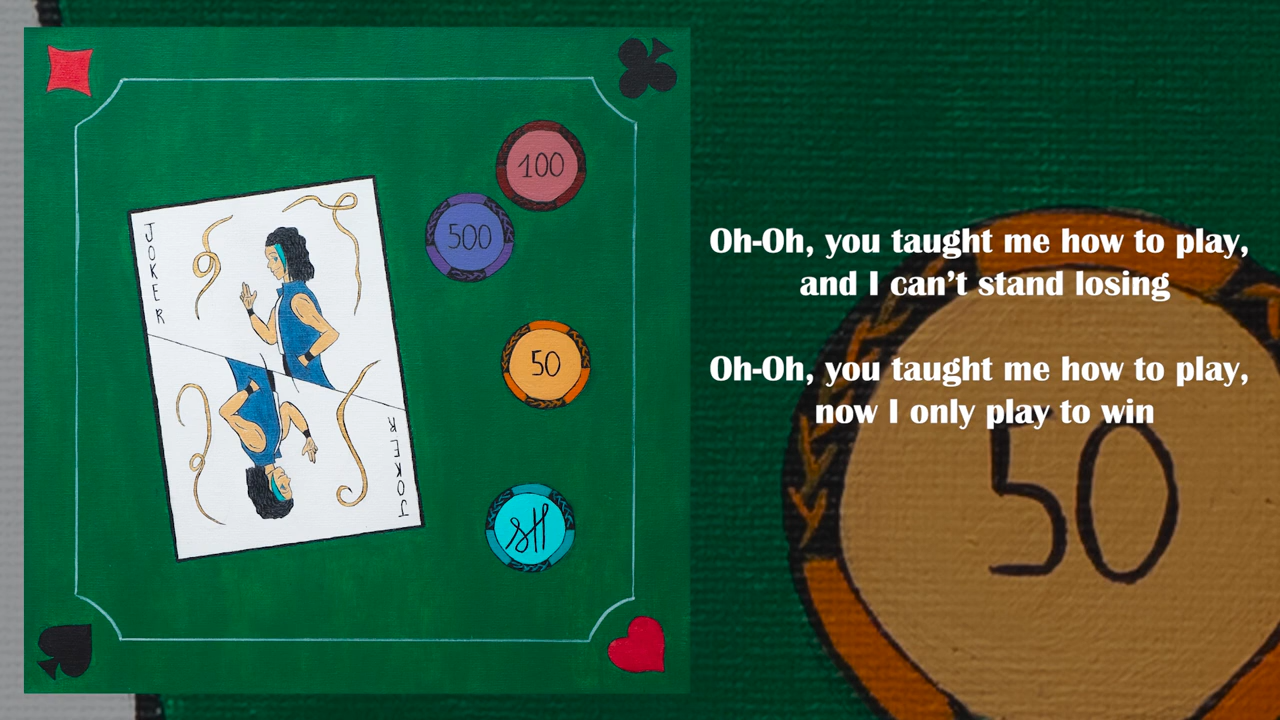 JOKER
100
500
50
JOKER
Oh-Oh, you taught me how to play,
and I can’t stand losing
Oh-Oh, you taught me how to play,
now I only play to win
50